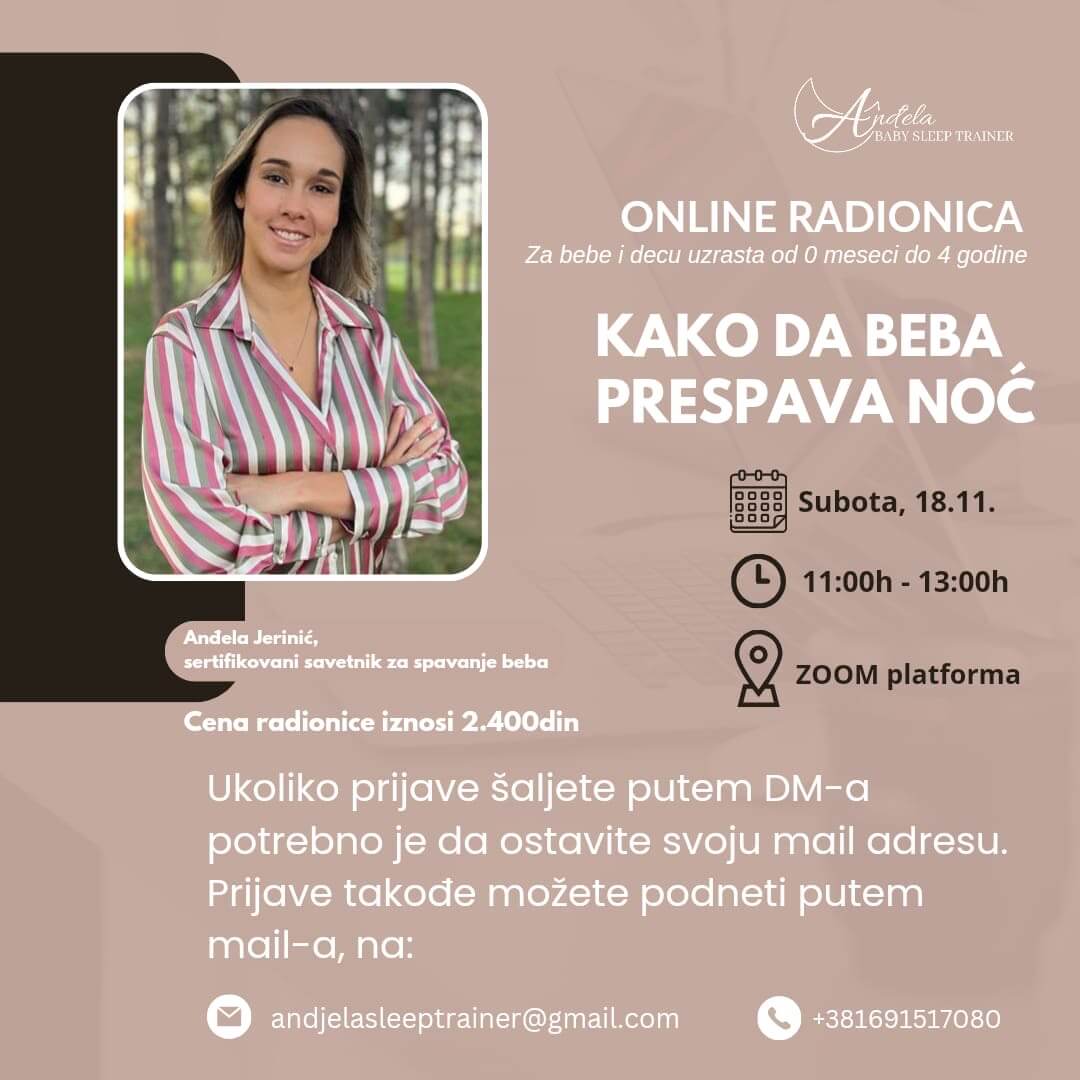 Anđela
BABY SLEEP TRAINER
ONLINE RADIONICA
Za bebe i decu uzrasta od 0 meseci do 4 godine
KAKO DA BEBA
PRESPAVA NOĆ
Subota, 18.11.
11:00h - 13:00h
ZOOM platforma
Anđela Jerinić,
sertifikovani savetnik za spavanje beba
Cena radionice iznosi 2.400din
Ukoliko prijave šaljete putem DM-a
potrebno je da ostavite svoju mail adresu.
Prijave takođe možete podneti putem
mail-a, na:
andjelasleeptrainer@gmail.com
+381691517080